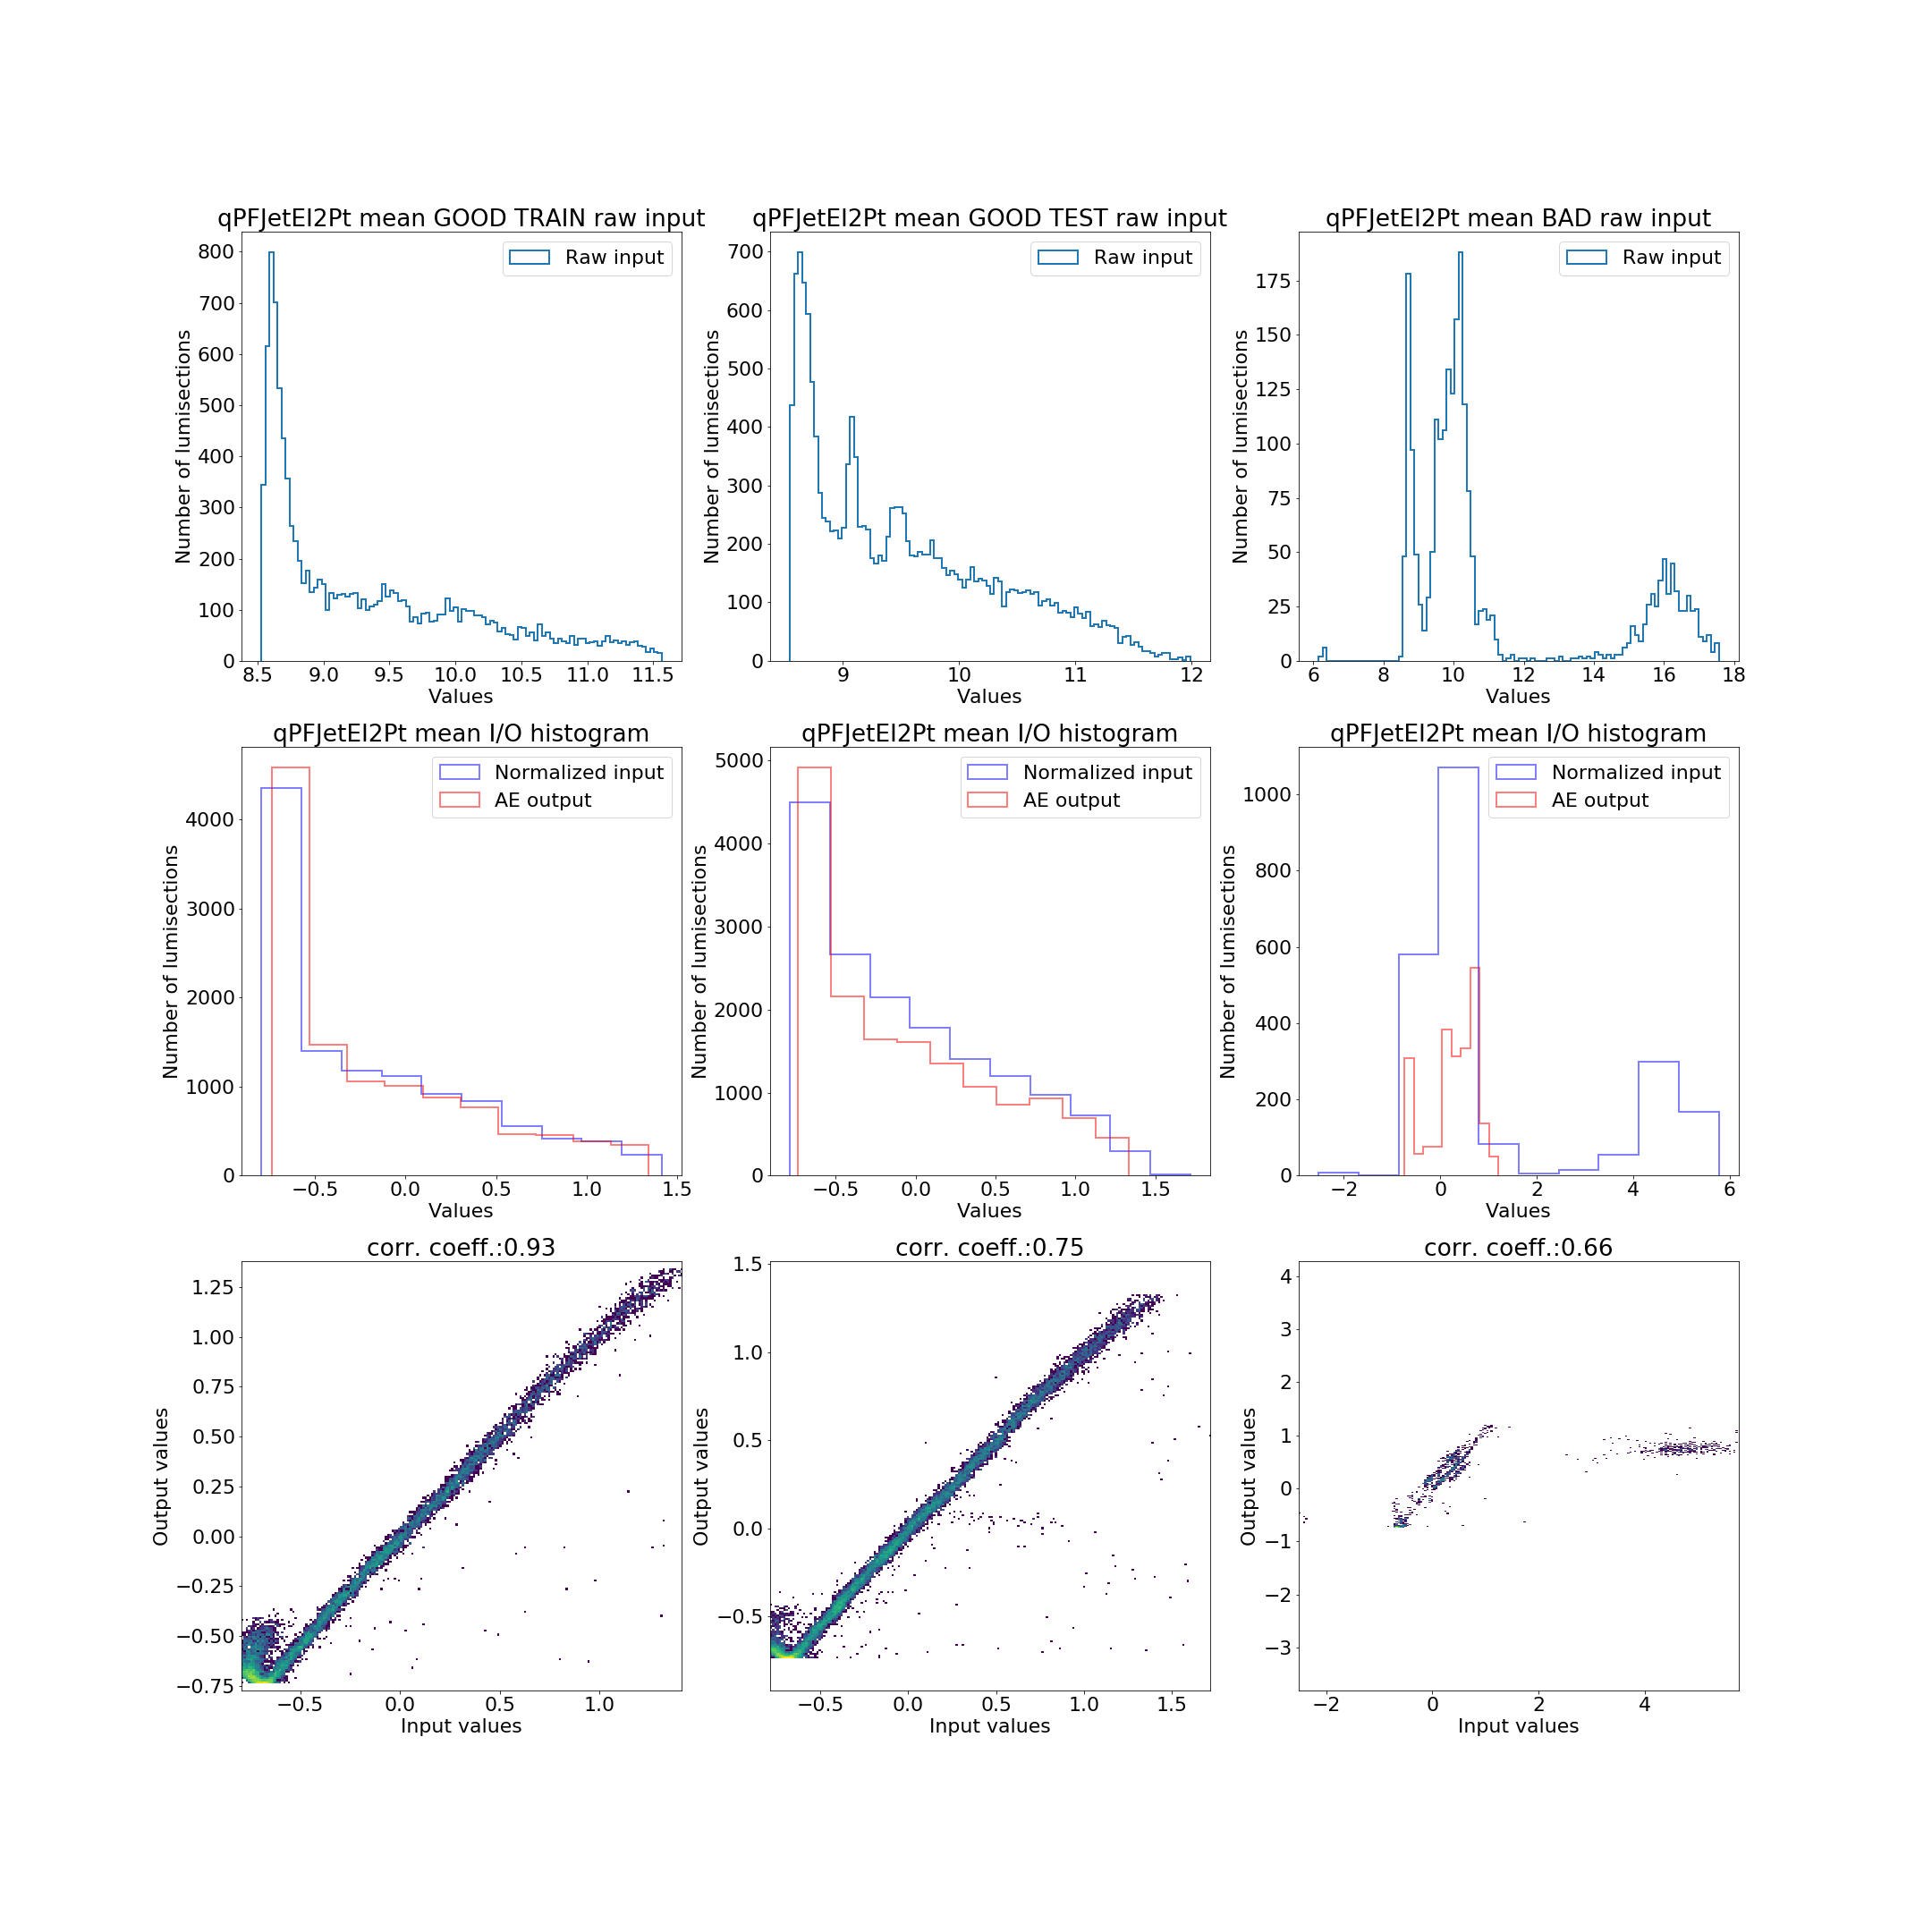 qPFJetEI2Pt mean GOOD TRAIN raw input
Raw input
Number of lumisections
800
700
600
500
400
300
200
100
0
8.5 9.0 9.5 10.0 10.5 11.0 11.5
Values
qPFJetEI2Pt mean GOOD TEST raw input
Raw input
Number of lumisections
700
600
500
400
300
200
100
0
9 10 11 12
Values
qPFJetEI2Pt mean BAD raw input
Raw input
Number of lumisections
175
150
125
100
75
50
25
0
6 8 10 12 14 16 18
Values
qPFJetEI2Pt mean I/O histogram
Normalized input
AE output
Number of lumisections
4000
3000
2000
1000
0
−0.5 0.0 0.5 1.0 1.5
Values
qPFJetEI2Pt mean I/O histogram
Normalized input
AE output
Number of lumisections
5000
4000
3000
2000
1000
0
−0.5 0.0 0.5 1.0 1.5
Values
qPFJetEI2Pt mean I/O histogram
Normalized input
AE output
Number of lumisections
1000
800
600
400
200
0
−2 0 2 4 6
Values
corr. coeff.:0.93
Output values
1.25
1.00
0.75
0.50
0.25
0.00
−0.25
−0.50
−0.75
−0.5 0.0 0.5 1.0
Input values
corr. coeff.:0.75
Output values
1.5
1.0
0.5
0.0
−0.5
−0.5 0.0 0.5 1.0 1.5
Input values
corr. coeff.:0.66
Output values
4
3
2
1
0
−1
−2
−3
−2 0 2 4
Input values